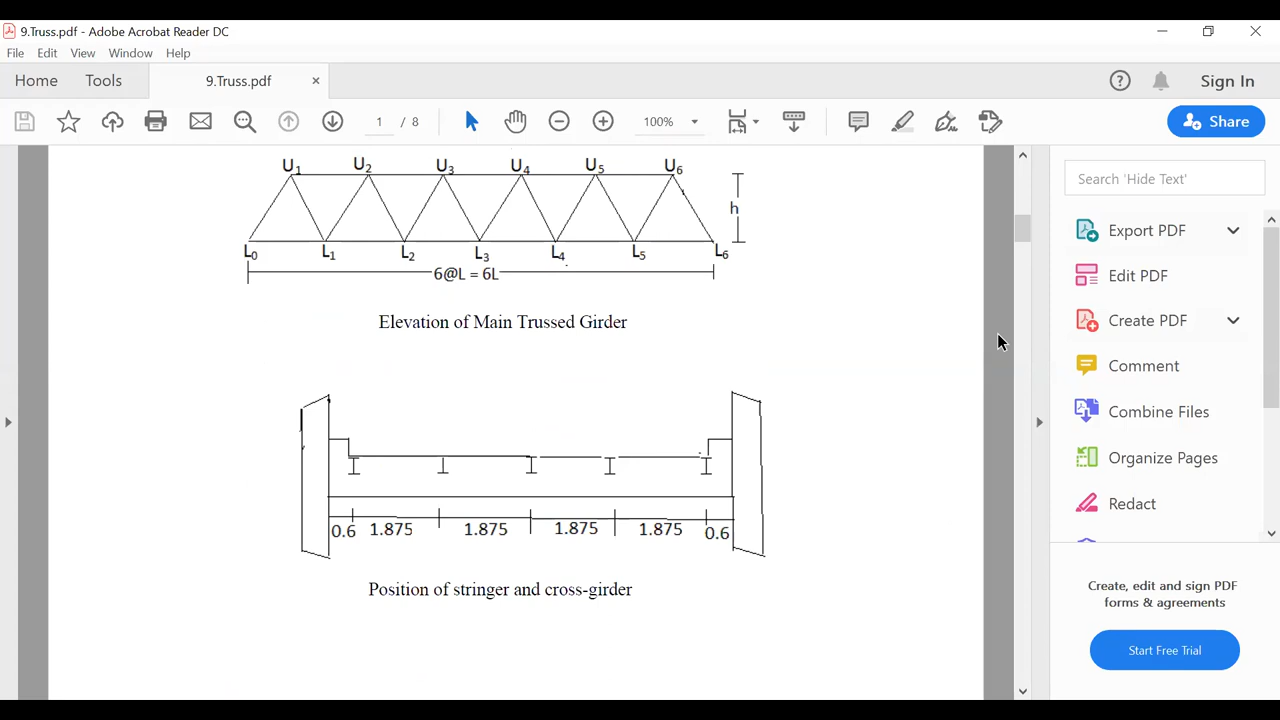 9.Truss.pdf - Adobe Acrobat Reader DC
File Edit View Window Help
Home Tools 9.Truss.pdf × ? Sign In
1 / 8 100% Share
U1 U2 U3 U4 U5 U6
h
L0 L1 L2 L3 L4 L5 L6
6@L = 6L
Elevation of Main Trussed Girder
0.6 1.875 1.875 1.875 1.875 0.6
Position of stringer and cross-girder
Search 'Hide Text'
Export PDF
Edit PDF
Create PDF
Comment
Combine Files
Organize Pages
Redact
Create, edit and sign PDF
forms & agreements
Start Free Trial